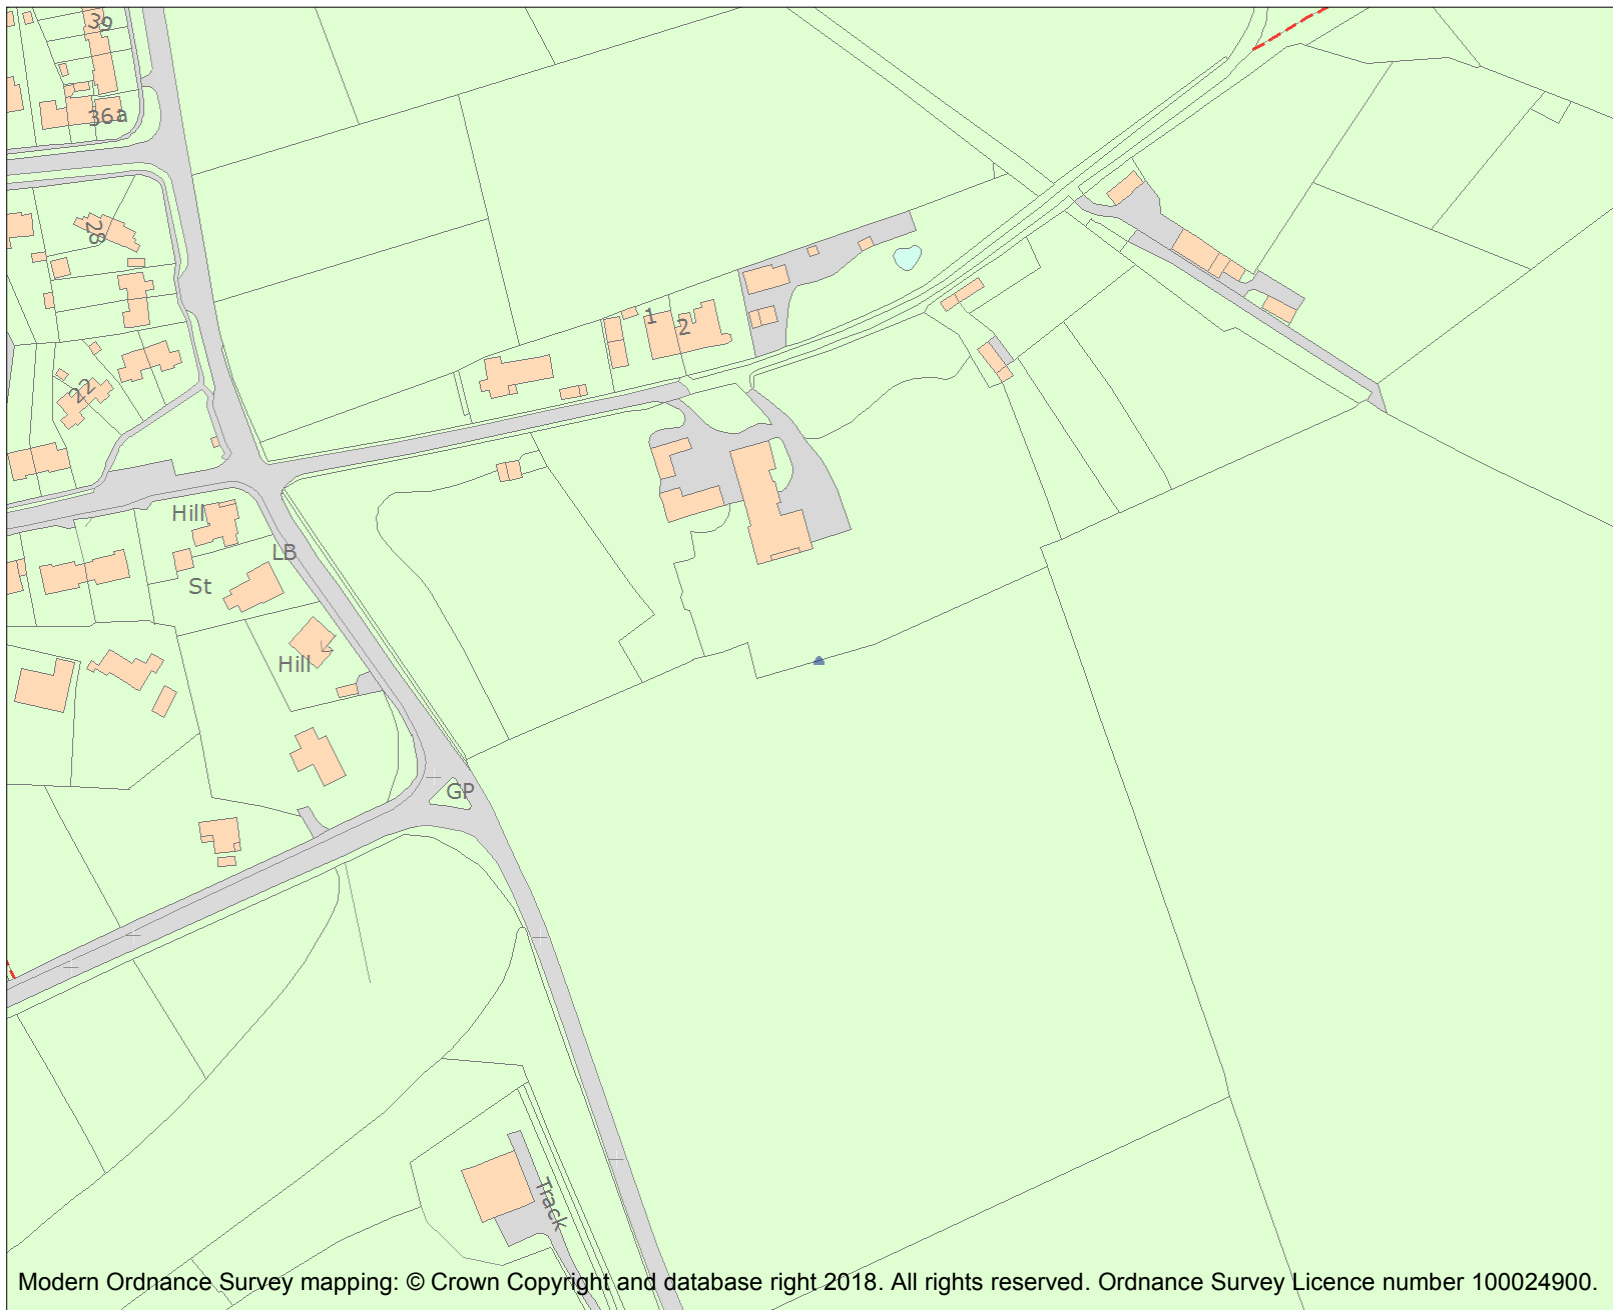 39
36a
28
1
2
22
Hill
LB
St
Hill
GP
Track
Modern Ordnance Survey mapping: © Crown Copyright and database right 2018. All rights reserved. Ordnance Survey Licence number 100024900.